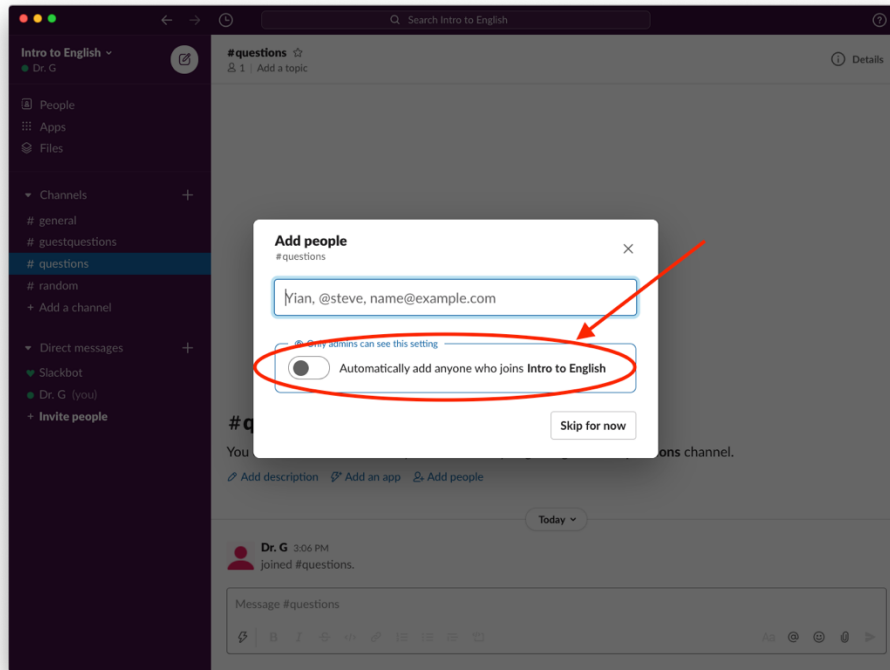 Search Intro to English
Intro to English
Dr. G
#questions
1 | Add a topic
Details
People
Apps
Files
Channels
# general
# guestquestions
# questions
# random
+ Add a channel
Direct messages
Slackbot
Dr. G (you)
+ Invite people
Add people
#questions
Yian, @steve, name@example.com
Only admins can see this setting
Automatically add anyone who joins Intro to English
Skip for now
#q
You
ons channel.
Add description
Add an app
Add people
Today
Dr. G 3:06 PM
joined #questions.
Message #questions
B I S </>
Aa @